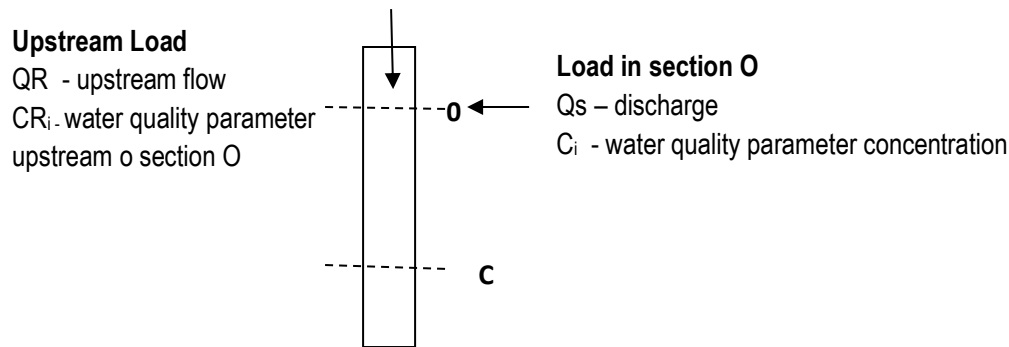 Upstream Load
QR - upstream flow
CRi - water quality parameter
upstream o section O
0
Load in section O
Qs – discharge
Ci - water quality parameter concentration
C